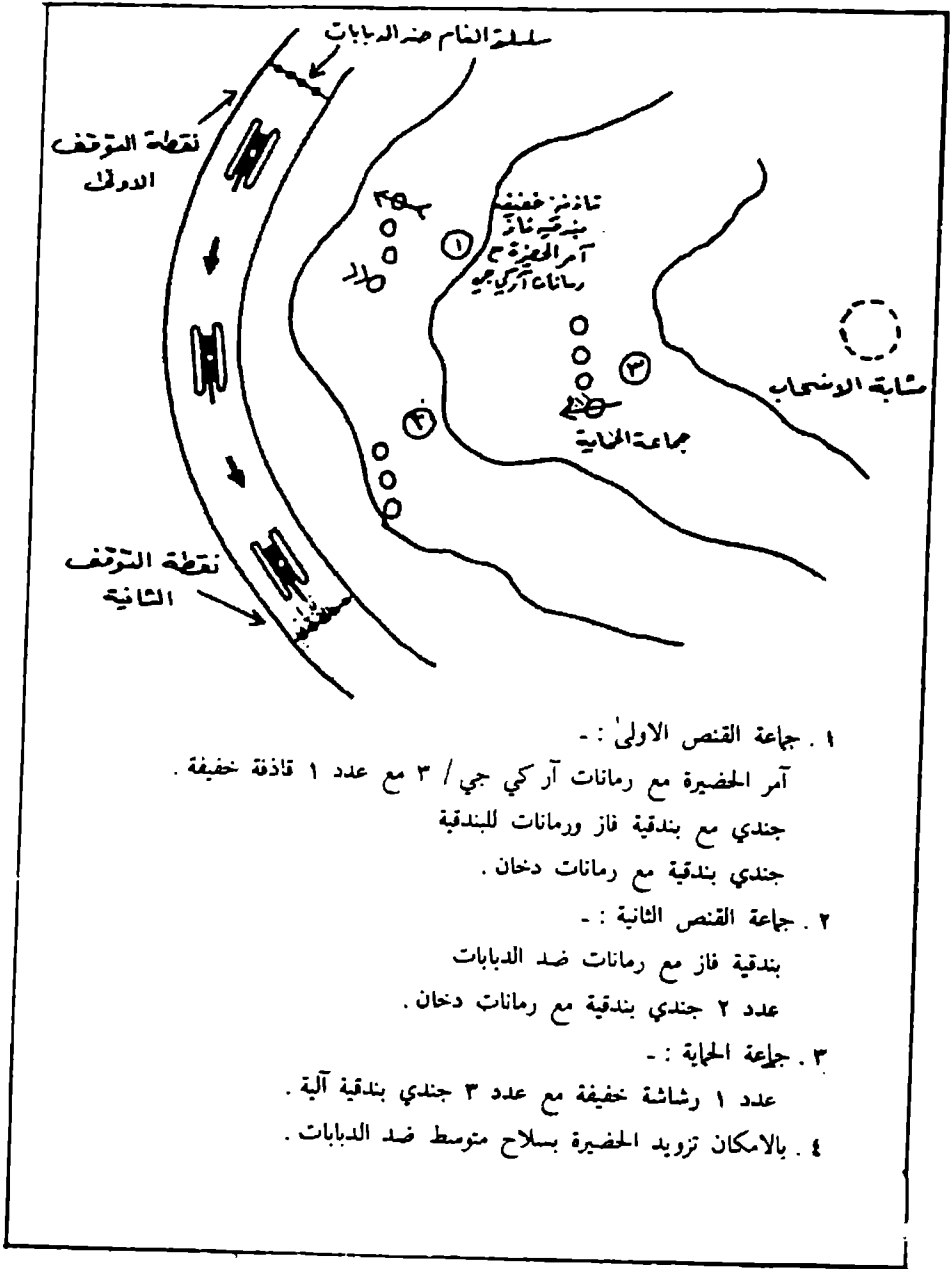 سلسلة الغام ضد الدبابات
نقطة التوقف
الاولى
قاذفة خفيفة
بندقية فاز
آمر الحضيرة ح
رمانات آر كي جي
١
٣
جماعة الحماية
مثابة الانسحاب
٢
نقطة التوقف
الثانية
١ . جماعة القنص الاولىٰ : ـ
آمر الحضيرة مع رمانات آر كي جي / ٣ مع عدد ١ قاذفة خفيفة .
جندي مع بندقية فاز ورمانات للبندقية
جندي بندقية مع رمانات دخان .
٢ . جماعة القنص الثانية : ـ
بندقية فاز مع رمانات ضد الدبابات
عدد ٢ جندي بندقية مع رمانات دخان .
٣ . جماعة الحماية : ـ
عدد ١ رشاشة خفيفة مع عدد ٣ جندي بندقية آلية .
٤ . بالامكان تزويد الحضيرة بسلاح متوسط ضد الدبابات .